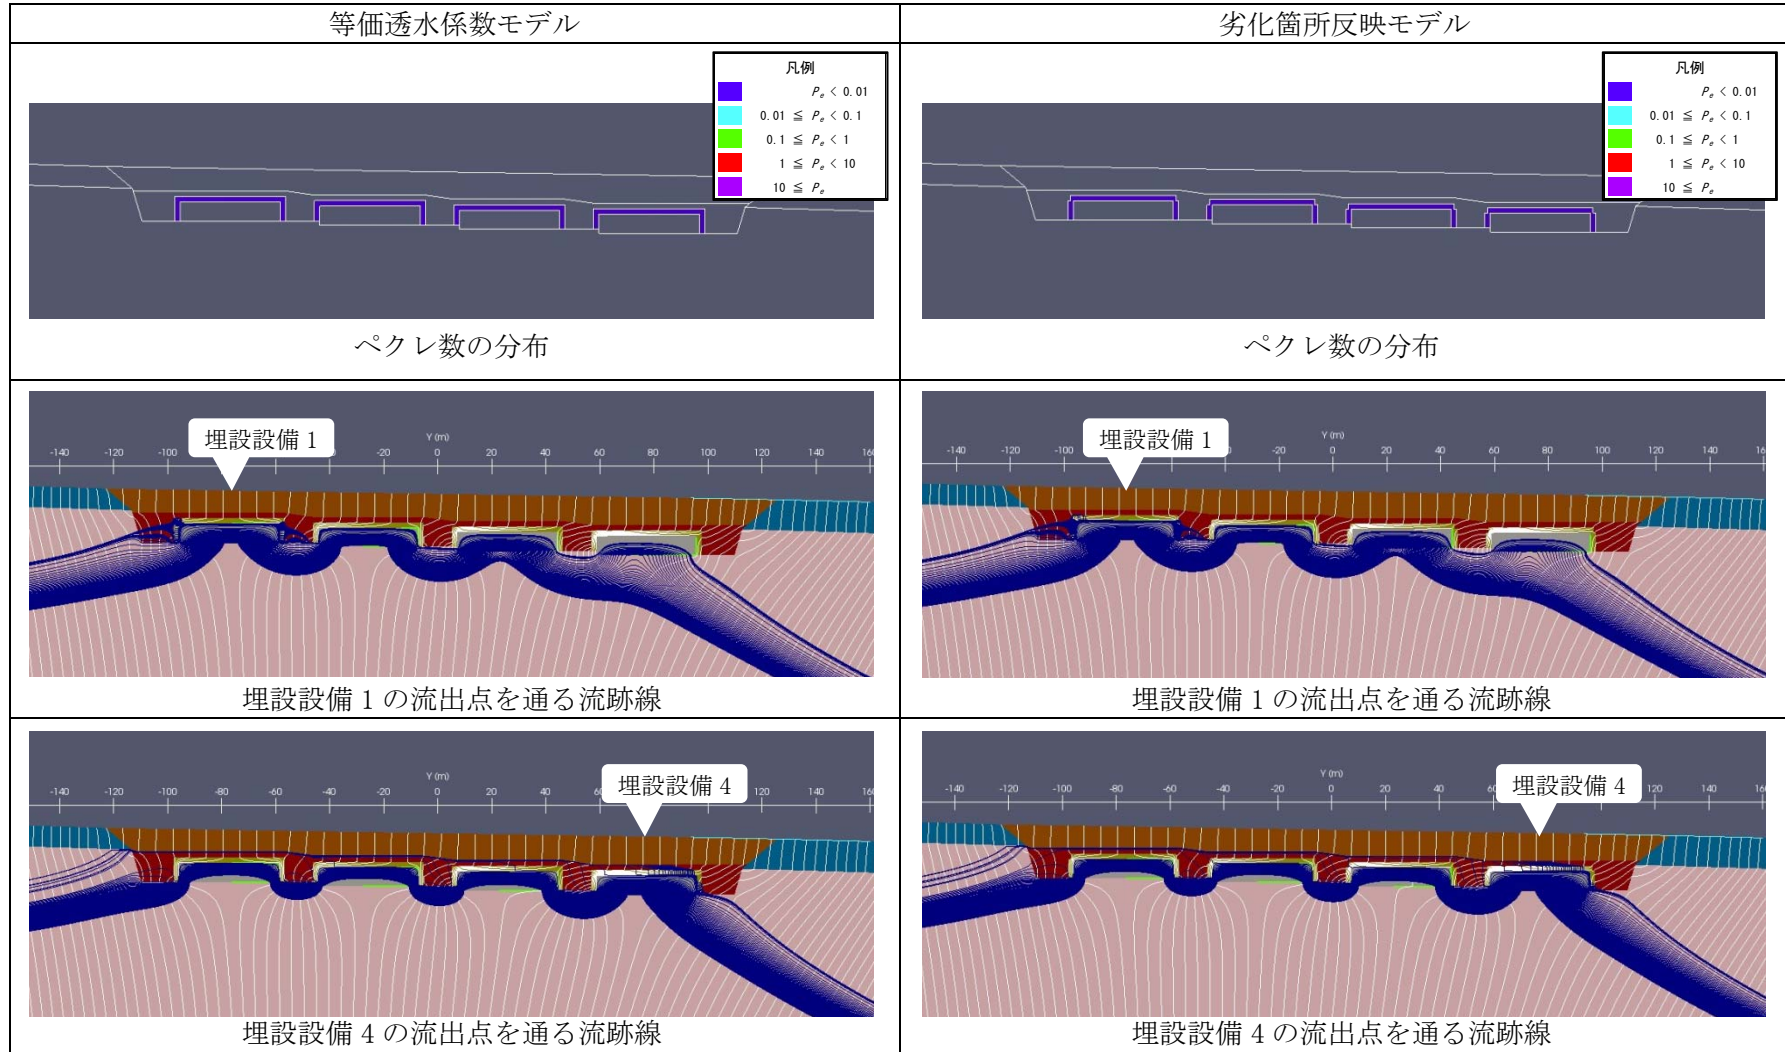 等価透水係数モデル
劣化箇所反映モデル
凡例
Pe < 0.01
0.01 ≦ Pe < 0.1
0.1 ≦ Pe < 1
1 ≦ Pe < 10
10 ≦ Pe
凡例
Pe < 0.01
0.01 ≦ Pe < 0.1
0.1 ≦ Pe < 1
1 ≦ Pe < 10
10 ≦ Pe
ペクレ数の分布
ペクレ数の分布
埋設設備 1
Y (m)
-140 -120 -100 0 20 40 60 80 100 120 140 160
埋設設備 1
Y (m)
-140 -120 -100 0 20 40 60 80 100 120 140 160
埋設設備 1 の流出点を通る流跡線
埋設設備 1 の流出点を通る流跡線
Y (m)
埋設設備 4
-140 -120 -100 -80 -60 -40 -20 0 20 40 120 140 160
Y (m)
埋設設備 4
-140 -120 -100 -80 -60 -40 -20 0 20 40 120 140 160
埋設設備 4 の流出点を通る流跡線
埋設設備 4 の流出点を通る流跡線